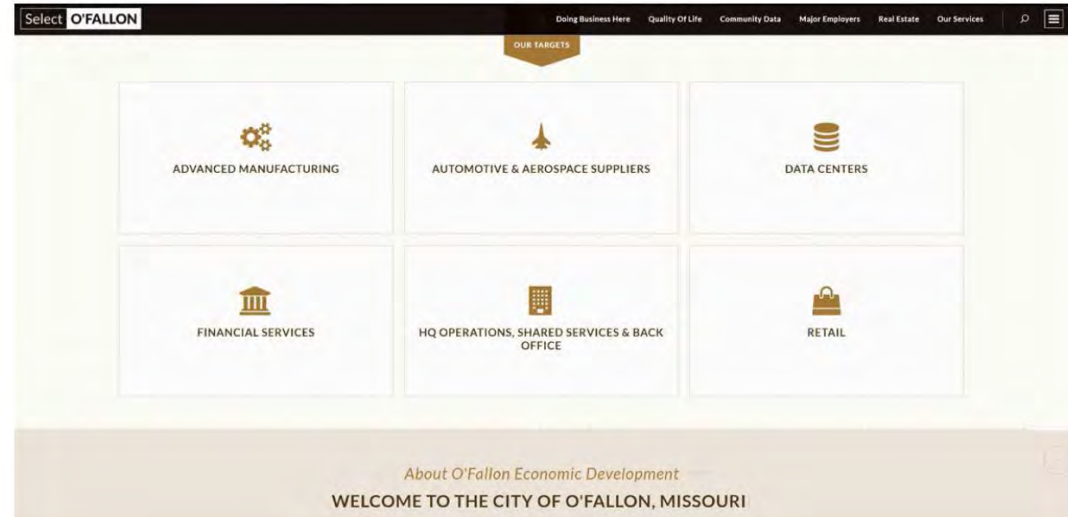 Select O'FALLON
Doing Business Here Quality Of Life Community Data Major Employers Real Estate Our Services
OUR TARGETS
ADVANCED MANUFACTURING
AUTOMOTIVE & AEROSPACE SUPPLIERS
DATA CENTERS
FINANCIAL SERVICES
HQ OPERATIONS, SHARED SERVICES & BACK
OFFICE
RETAIL
About O'Fallon Economic Development
WELCOME TO THE CITY OF O'FALLON, MISSOURI